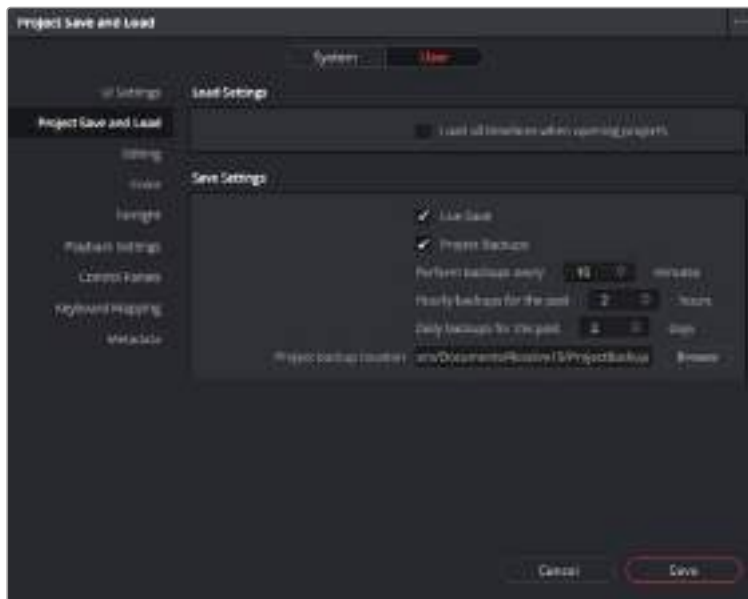 Project Save and Load
System User
UI Settings
Load Settings
Project Save and Load
Load all timelines when opening projects
Editing
Color
Save Settings
Fairlight
Live Save
Playback Settings
Project Backups
Control Panels
Perform backups every 10 minutes
Keyboard Mapping
Hourly backups for the past 2 hours
Metadata
Daily backups for the past days
Project backup location /Documents/ /ProjectBackup Browse
Cancel Save